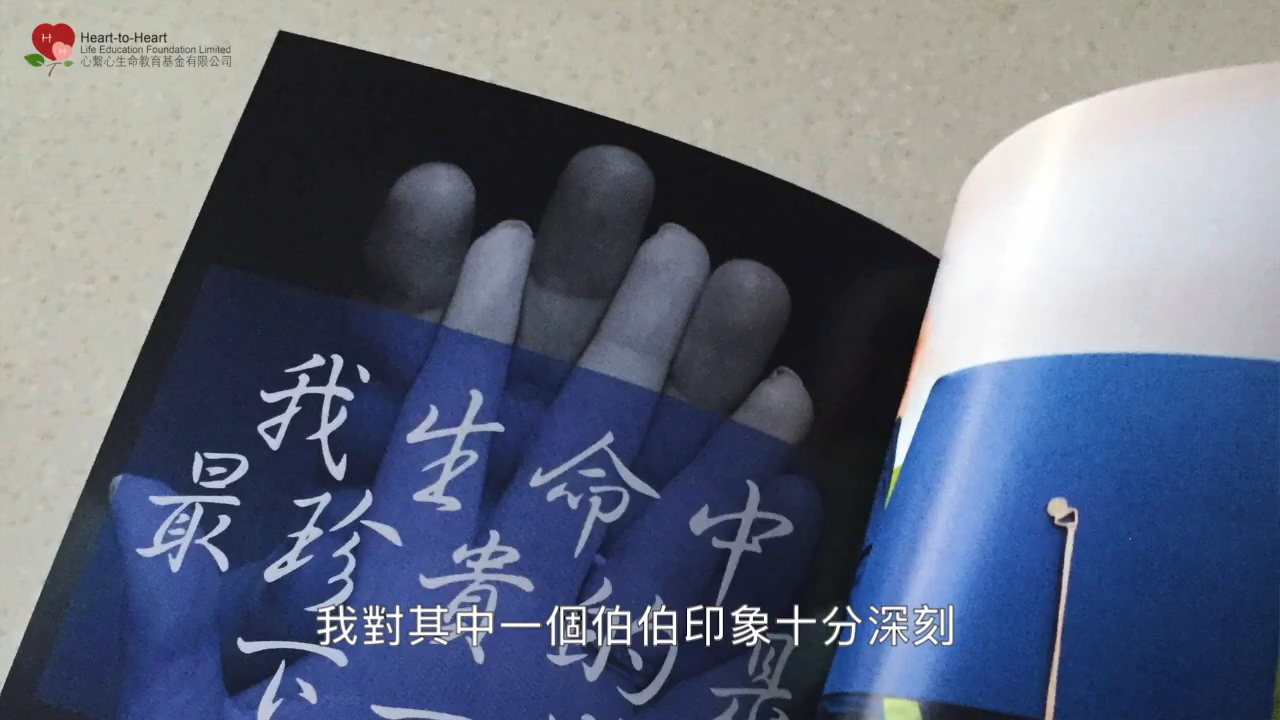 Heart-to-Heart
Life Education Foundation Limited
心繫心生命教育基金有限公司
我生命中
最珍貴的是
我對其中一個伯伯印象十分深刻